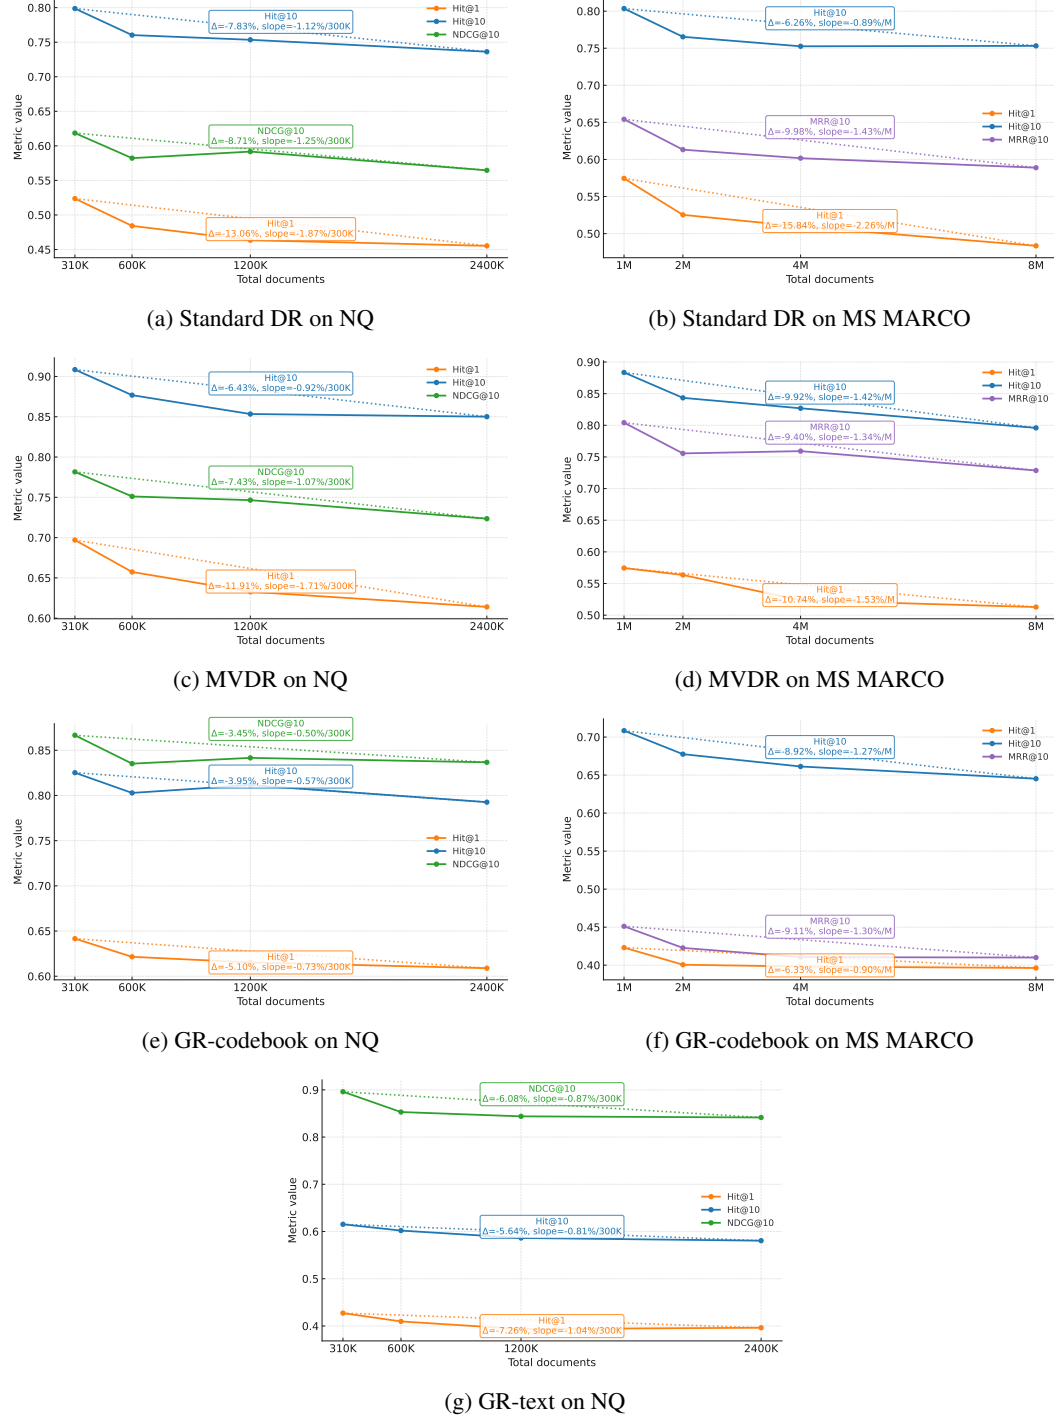 0.80
0.75
0.70
0.65
0.60
0.55
0.50
0.45
Metric value
Hit@10
Δ=-7.83%, slope=-1.12%/300K
NDCG@10
Δ=-8.71%, slope=-1.25%/300K
Hit@1
Δ=-13.06%, slope=-1.87%/300K
Hit@1
Hit@10
NDCG@10
310K 600K 1200K 2400K
Total documents
(a) Standard DR on NQ
0.80
0.75
0.70
0.65
0.60
0.55
0.50
Metric value
Hit@10
Δ=-6.26%, slope=-0.89%/M
MRR@10
Δ=-9.98%, slope=-1.43%/M
Hit@1
Δ=-15.84%, slope=-2.26%/M
Hit@1
Hit@10
MRR@10
1M 2M 4M 8M
Total documents
(b) Standard DR on MS MARCO
0.90
0.85
0.80
0.75
0.70
0.65
0.60
Metric value
Hit@10
Δ=-6.43%, slope=-0.92%/300K
NDCG@10
Δ=-7.43%, slope=-1.07%/300K
Hit@1
Δ=-11.91%, slope=-1.71%/300K
Hit@1
Hit@10
NDCG@10
310K 600K 1200K 2400K
Total documents
(c) MVDR on NQ
0.90
0.85
0.80
0.75
0.70
0.65
0.60
0.55
0.50
Metric value
Hit@10
Δ=-9.92%, slope=-1.42%/M
MRR@10
Δ=-9.40%, slope=-1.34%/M
Hit@1
Δ=-10.74%, slope=-1.53%/M
Hit@1
Hit@10
MRR@10
1M 2M 4M 8M
Total documents
(d) MVDR on MS MARCO
0.85
0.80
0.75
0.70
0.65
0.60
Metric value
NDCG@10
Δ=-3.45%, slope=-0.50%/300K
Hit@10
Δ=-3.95%, slope=-0.57%/300K
Hit@1
Δ=-5.10%, slope=-0.73%/300K
Hit@1
Hit@10
NDCG@10
310K 600K 1200K 2400K
Total documents
(e) GR-codebook on NQ
0.70
0.65
0.60
0.55
0.50
0.45
0.40
Metric value
Hit@10
Δ=-8.92%, slope=-1.27%/M
MRR@10
Δ=-9.11%, slope=-1.30%/M
Hit@1
Δ=-6.33%, slope=-0.90%/M
Hit@1
Hit@10
MRR@10
1M 2M 4M 8M
Total documents
(f) GR-codebook on MS MARCO
0.9
0.8
0.7
0.6
0.5
0.4
Metric value
NDCG@10
Δ=-6.08%, slope=-0.87%/300K
Hit@10
Δ=-5.64%, slope=-0.81%/300K
Hit@1
Δ=-7.26%, slope=-1.04%/300K
Hit@1
Hit@10
NDCG@10
310K 600K 1200K 2400K
Total documents
(g) GR-text on NQ